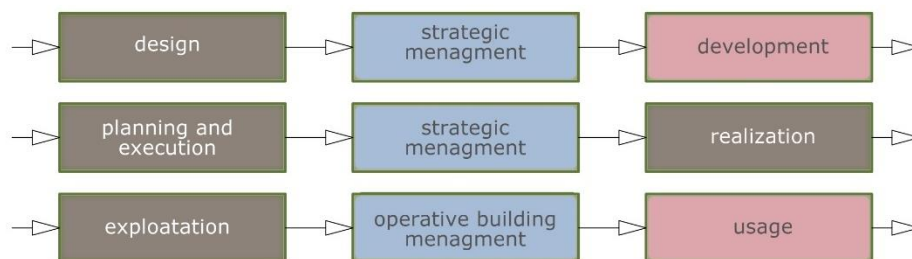 design
strategic
menagment
development
planning and
execution
strategic
menagment
realization
exploatation
operative building
menagment
usage